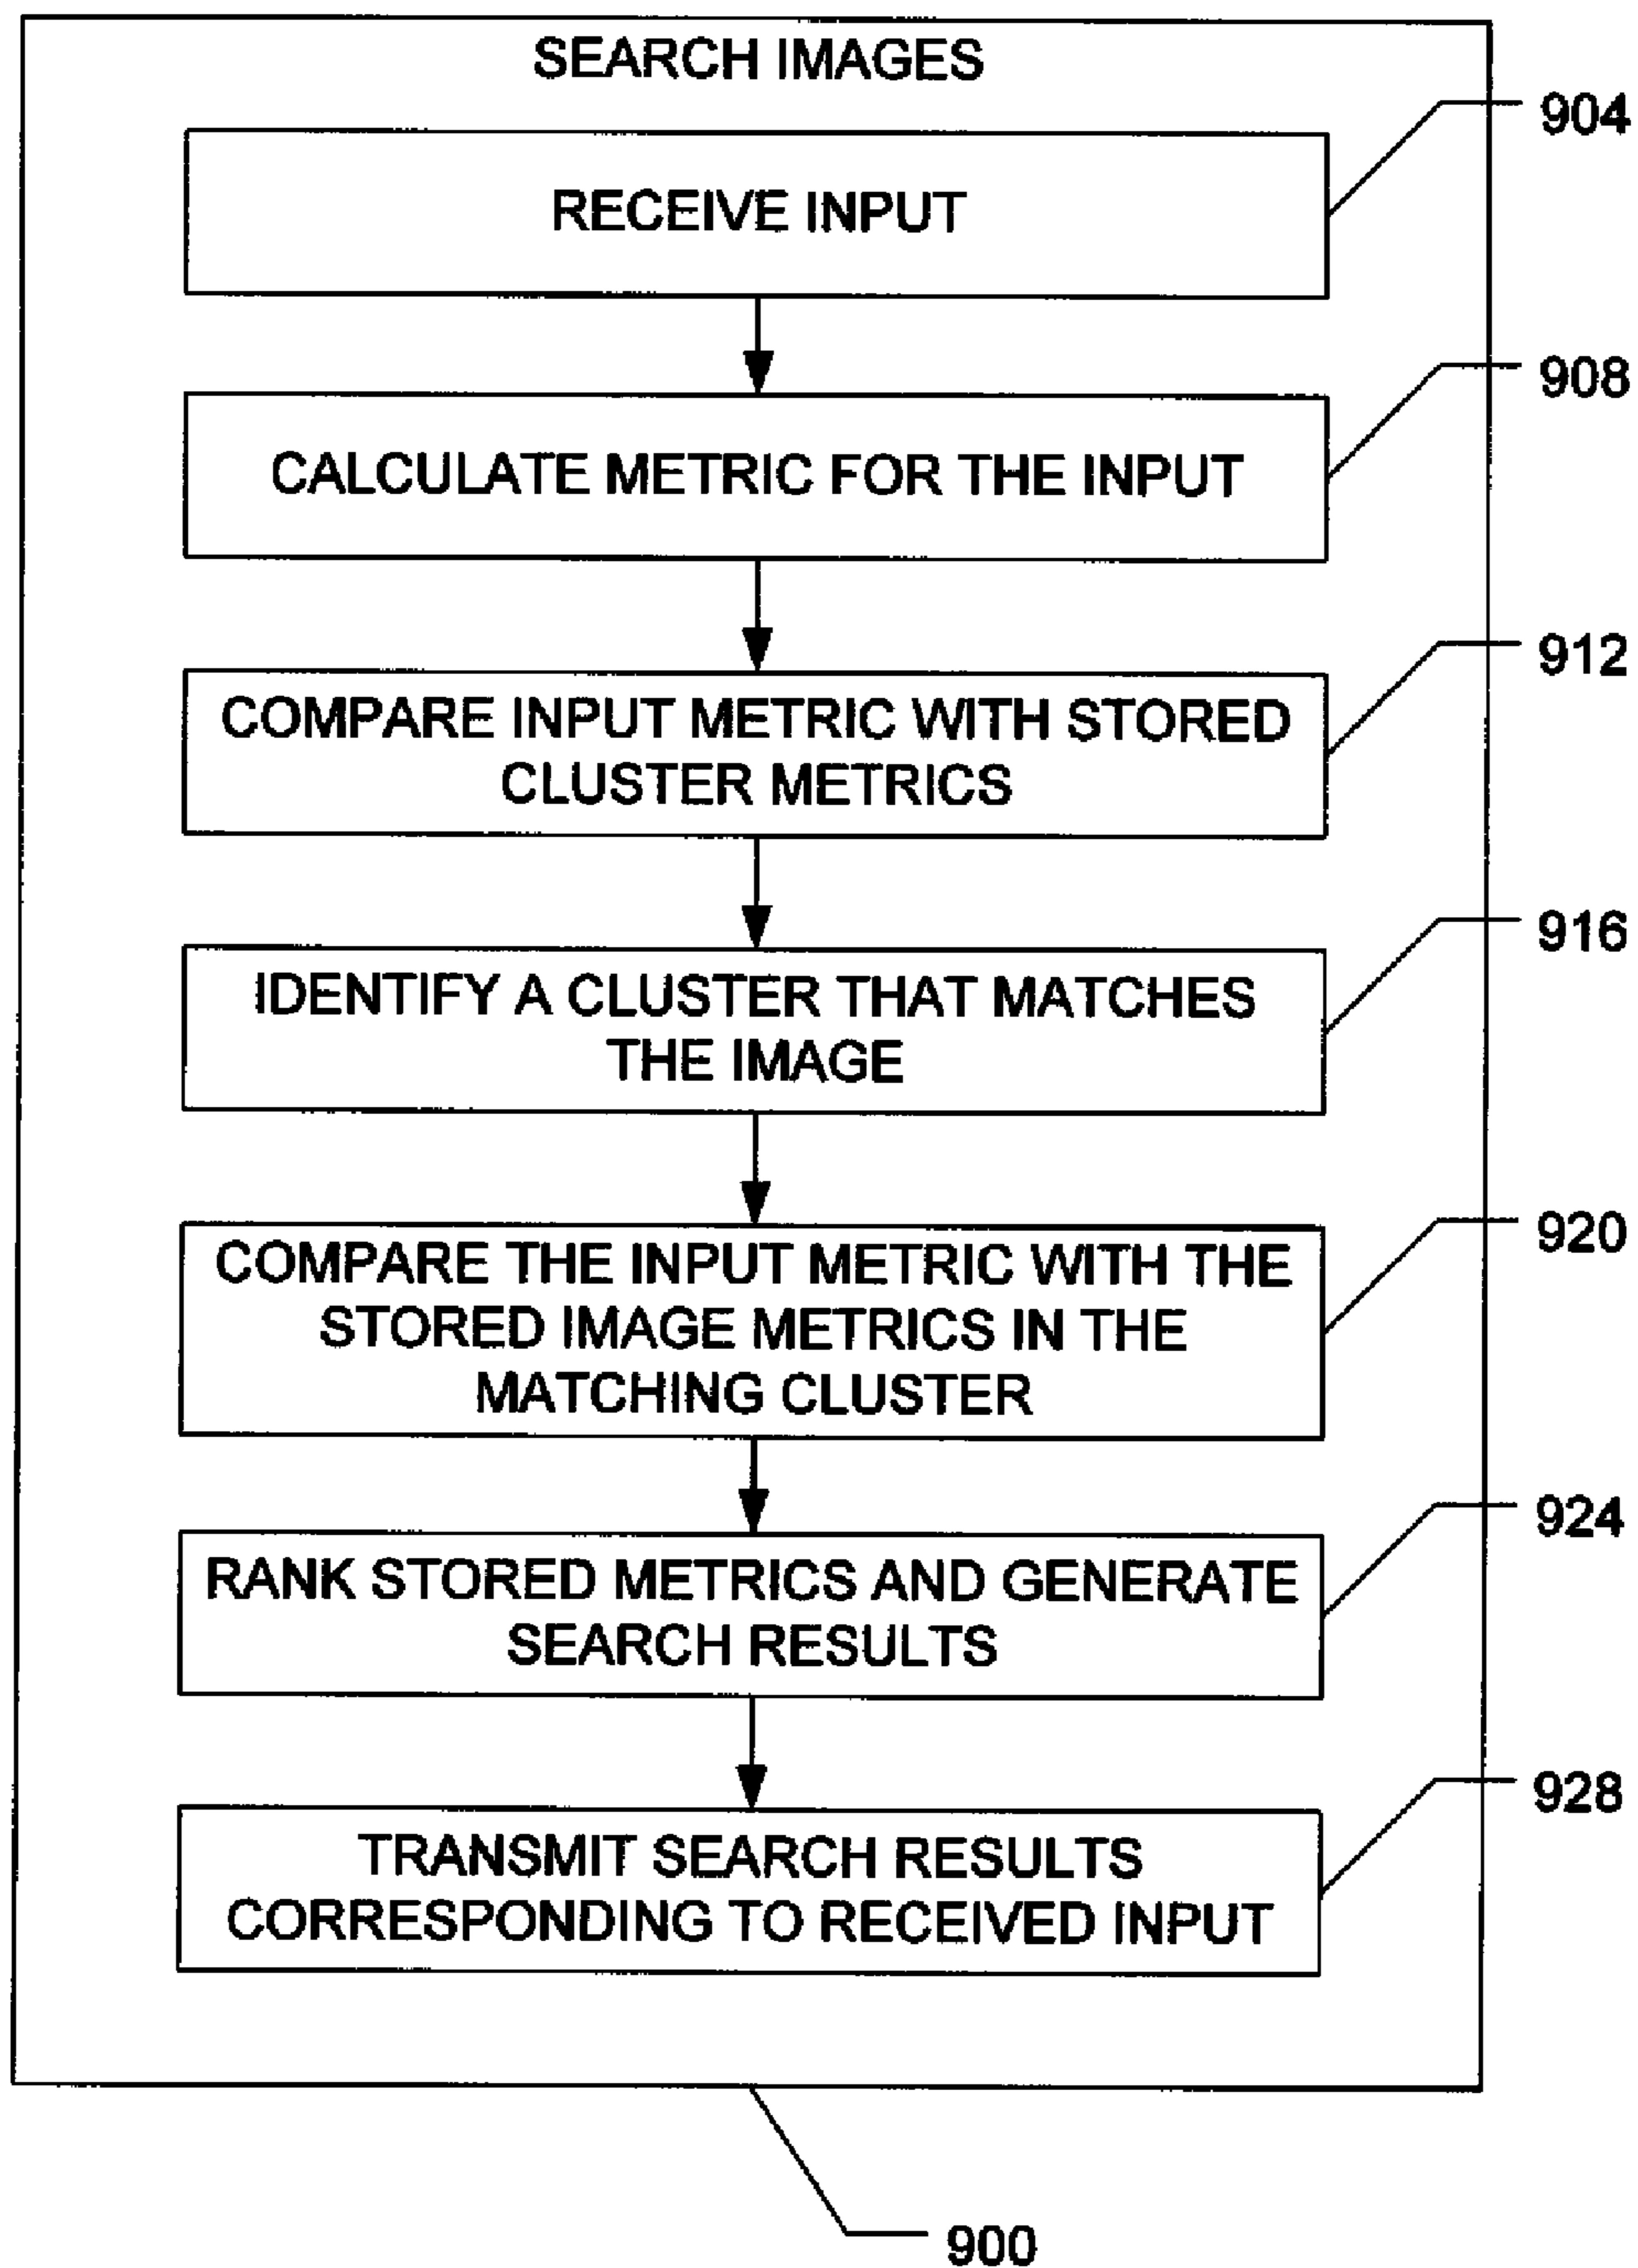 SEARCH IMAGES
904
RECEIVE INPUT
908
CALCULATE METRIC FOR THE INPUT
912
COMPARE INPUT METRIC WITH STORED
CLUSTER METRICS
916
IDENTIFY A CLUSTER THAT MATCHES
THE IMAGE
920
COMPARE THE INPUT METRIC WITH THE
STORED IMAGE METRICS IN THE
MATCHING CLUSTER
924
RANK STORED METRICS AND GENERATE
SEARCH RESULTS
928
TRANSMIT SEARCH RESULTS
CORRESPONDING TO RECEIVED INPUT
900